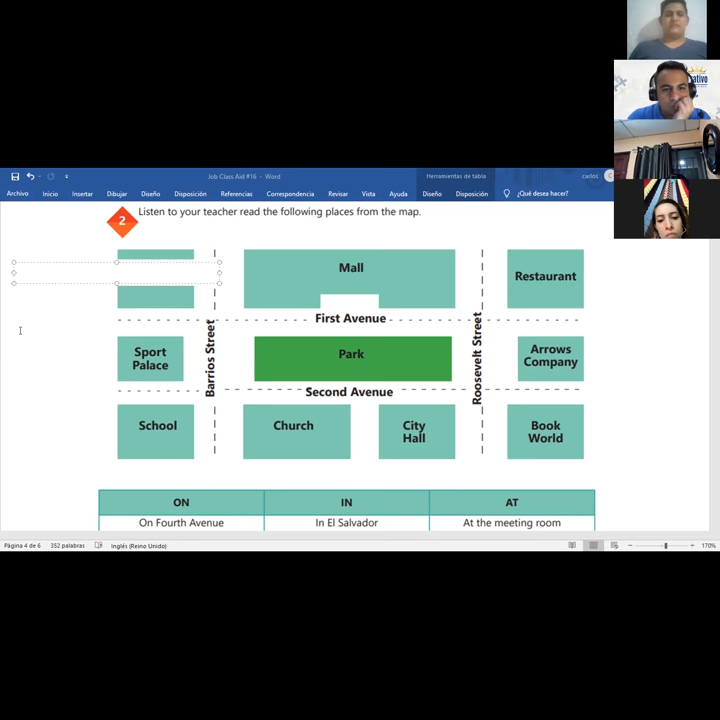 ativo
Job Class Aid #16 - Word
Herramientas de tabla
carlos
C
Archivo
Inicio
Insertar
Dibujar
Diseño
Disposición
Referencias
Correspondencia
Revisar
Vista
Ayuda
Diseño
Disposición
¿Qué desea hacer?
2
Listen to your teacher read the following places from the map.
Mall
Restaurant
First Avenue
Barrios Street
Roosevelt Street
Sport
Palace
Park
Arrows
Company
Second Avenue
School
Church
City
Hall
Book
World
ON IN AT
On Fourth Avenue In El Salvador At the meeting room
Página 4 de 6
352 palabras
Inglés (Reino Unido)
170%